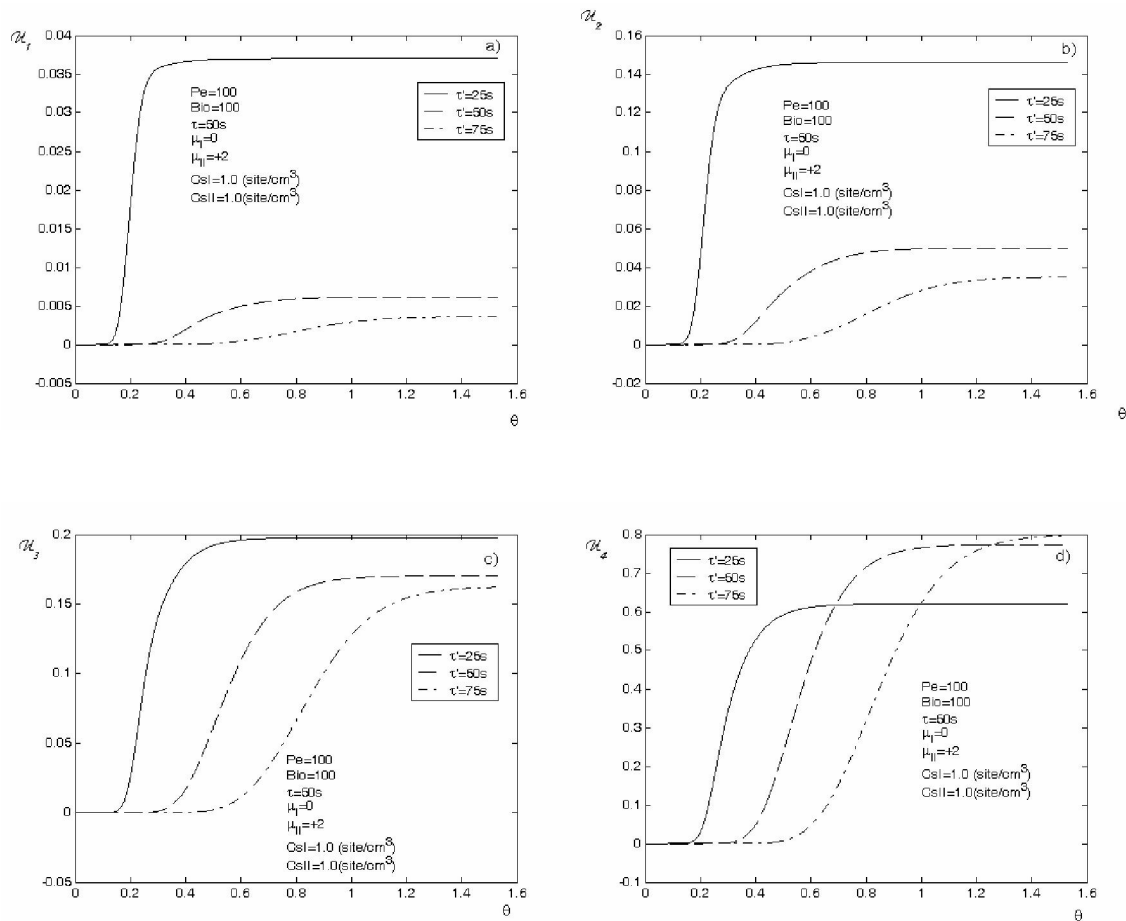 𝒰₁
0.04
0.035
0.03
0.025
0.02
0.015
0.01
0.005
0
-0.005
0 0.2 0.4 0.6 0.8 1 1.2 1.4 1.6
θ
a)
Pe=100
Bio=100
τ=50s
μI=0
μII=+2
CsI=1.0 (site/cm³)
CsII=1.0(site/cm³)
τ'=25s
τ'=50s
τ'=75s
𝒰₂
0.16
0.14
0.12
0.1
0.08
0.06
0.04
0.02
0
-0.02
0 0.2 0.4 0.6 0.8 1 1.2 1.4 1.6
θ
b)
Pe=100
Bio=100
τ=50s
μI=0
μII=+2
CsI=1.0 (site/cm³)
CsII=1.0(site/cm³)
τ'=25s
τ'=50s
τ'=75s
𝒰₃
0.2
0.15
0.1
0.05
0
-0.05
0 0.2 0.4 0.6 0.8 1 1.2 1.4 1.6
θ
c)
τ'=25s
τ'=50s
τ'=75s
Pe=100
Bio=100
τ=50s
μI=0
μII=+2
CsI=1.0 (site/cm³)
CsII=1.0(site/cm³)
𝒰₄
0.8
0.7
0.6
0.5
0.4
0.3
0.2
0.1
0
-0.1
0 0.2 0.4 0.6 0.8 1 1.2 1.4 1.6
θ
d)
τ'=25s
τ'=50s
τ'=75s
Pe=100
Bio=100
τ=50s
μI=0
μII=+2
CsI=1.0 (site/cm³)
CsII=1.0(site/cm³)